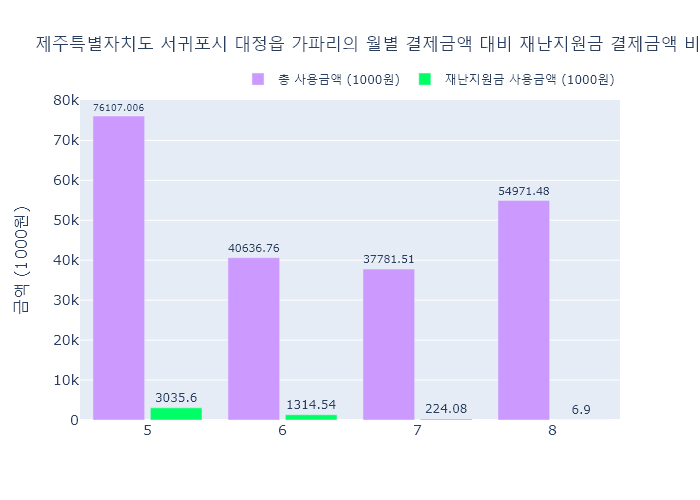 제주특별자치도 서귀포시 대정읍 가파리의 월별 결제금액 대비 재난지원금 결제금액 비
총 사용금액 (1000원)
재난지원금 사용금액 (1000원)
금액 (1000원)
80k
70k
60k
50k
40k
30k
20k
10k
0
76107.006
3035.6
40636.76
1314.54
37781.51
224.08
54971.48
6.9
5
6
7
8